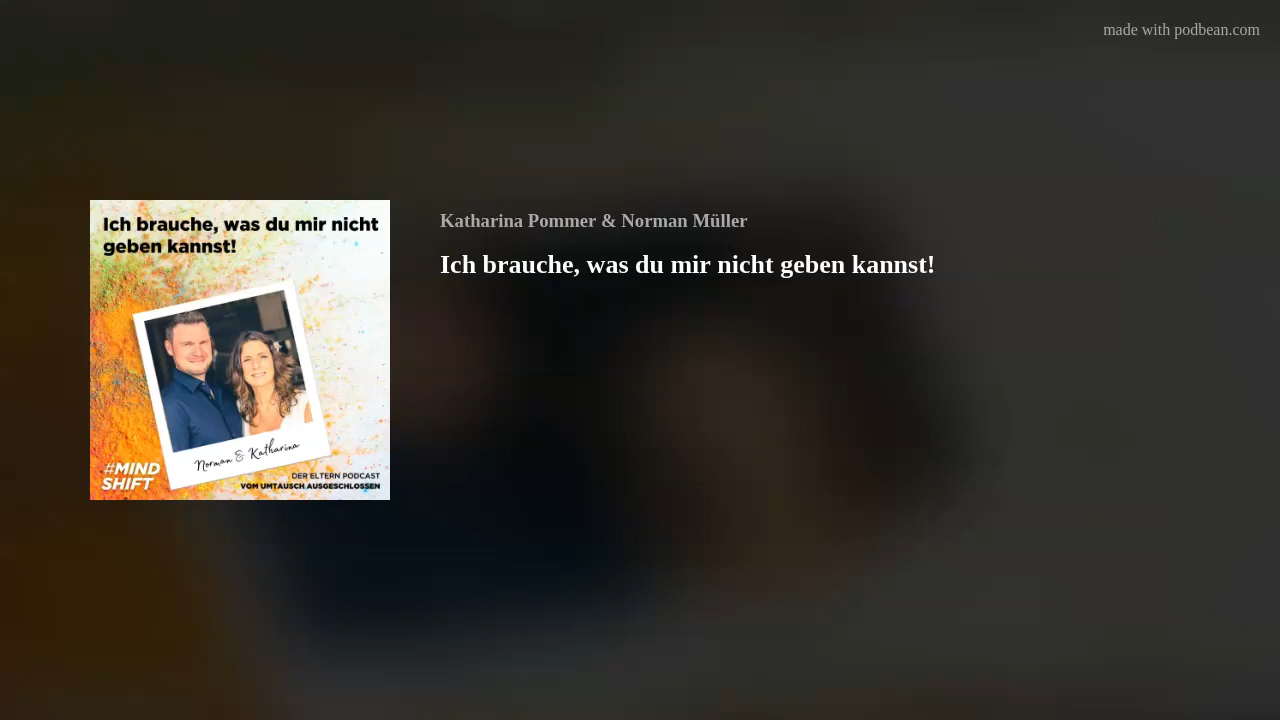 made with podbean.com
Ich brauche, was du mir nicht
geben kannst!
Norman & Katharina
#MIND
SHIFT
DER ELTERN PODCAST
VOM UMTAUSCH AUSGESCHLOSSEN
Katharina Pommer & Norman Müller
Ich brauche, was du mir nicht geben kannst!